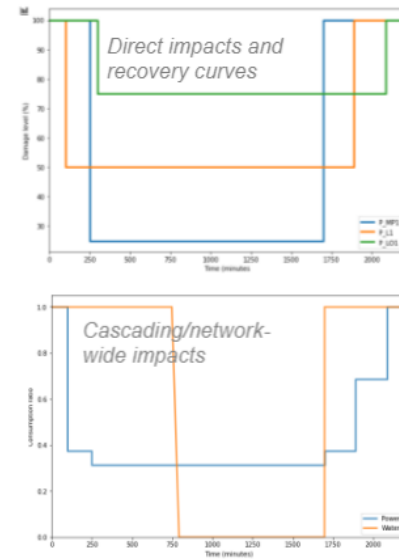 100
90
80
70
60
50
40
30
Damage level (%)
Direct impacts and
recovery curves
P_MP1
P_L1
P_LO1
0 250 500 750 1000 1250 1500 1750 2000
Time (minutes
1.0
0.8
0.6
0.4
0.2
0.0
Consumption ratio
Cascading/network-
wide impacts
Power
Water
0 250 500 750 1000 1250 1500 1750 2000
Time (minutes)